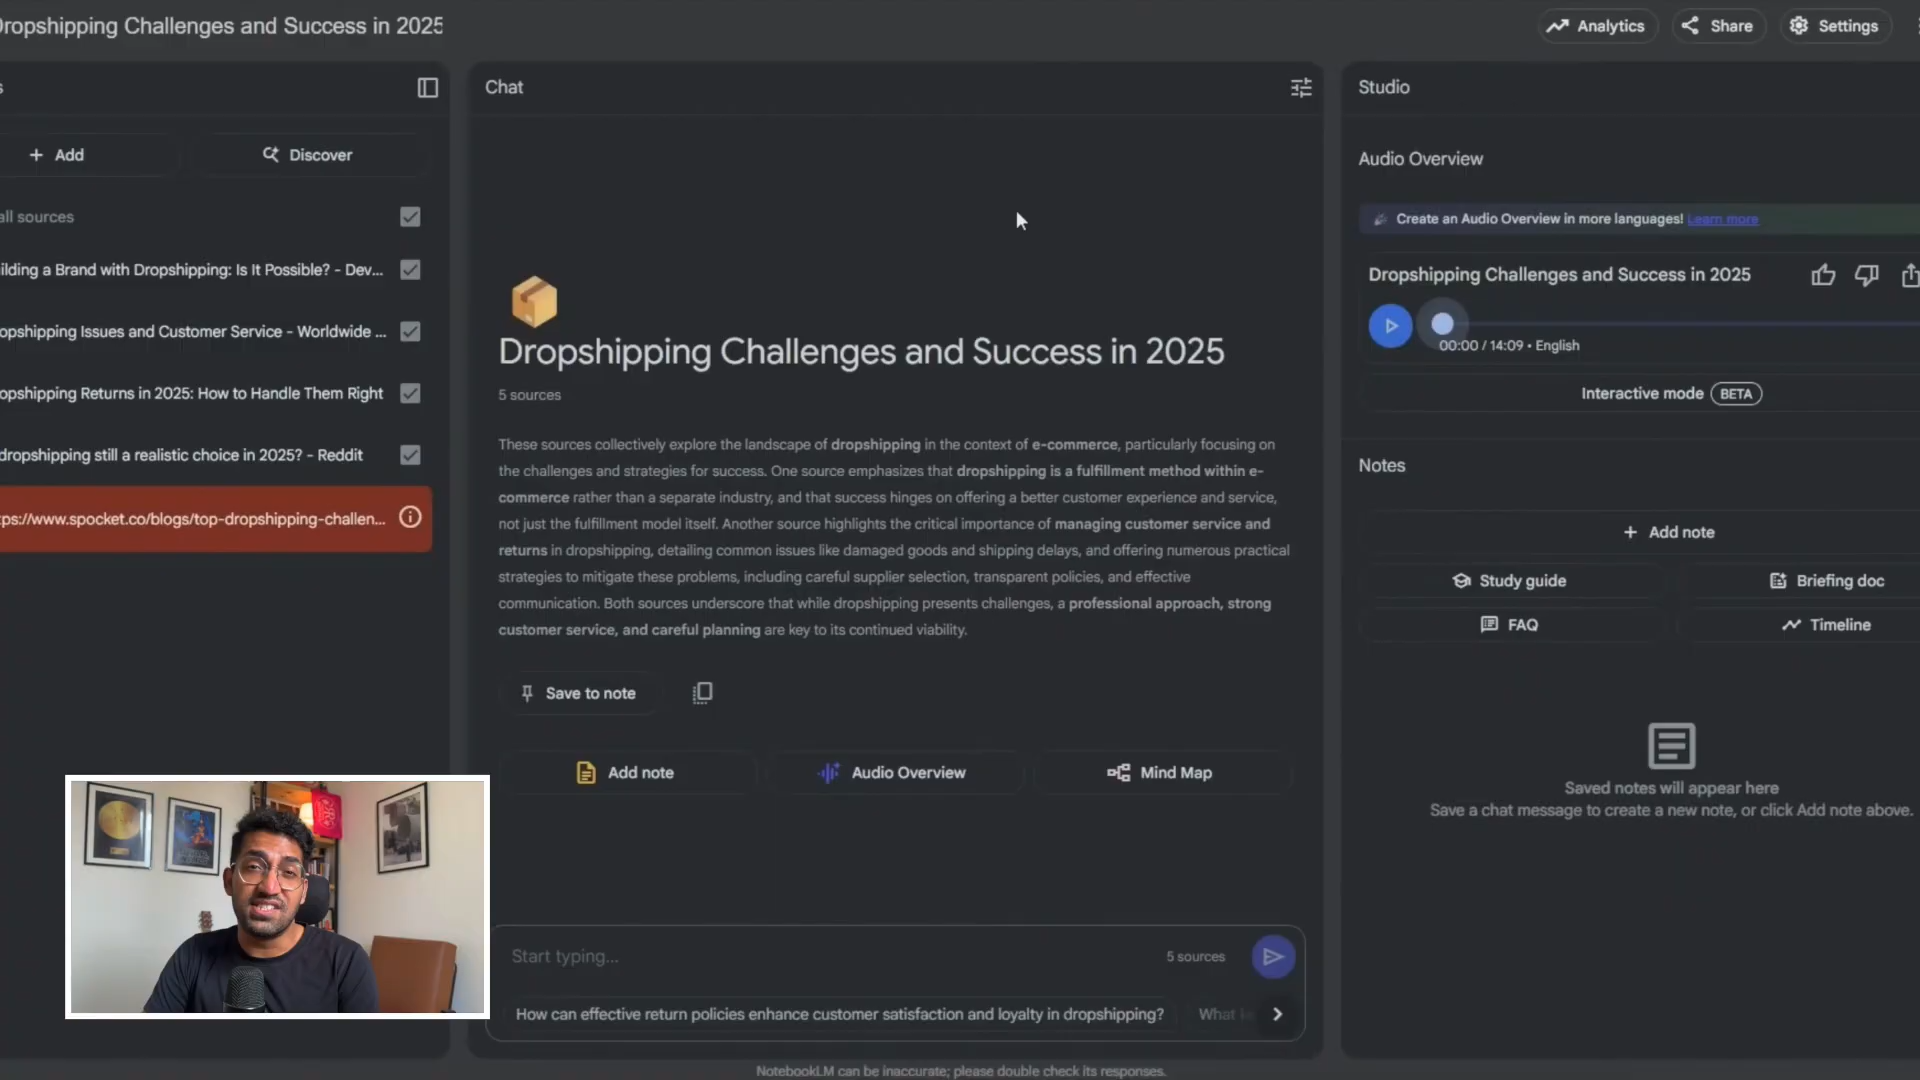 Dropshipping Challenges and Success in 2025
Analytics
Share
Settings
s
+ Add
Discover
all sources
ilding a Brand with Dropshipping: Is It Possible? - Dev...
opshipping Issues and Customer Service - Worldwide ...
opshipping Returns in 2025: How to Handle Them Right
dropshipping still a realistic choice in 2025? - Reddit
tps://www.spocket.co/blogs/top-dropshipping-challen...
Chat
Dropshipping Challenges and Success in 2025
5 sources
These sources collectively explore the landscape of dropshipping in the context of e-commerce, particularly focusing on
the challenges and strategies for success. One source emphasizes that dropshipping is a fulfillment method within e-
commerce rather than a separate industry, and that success hinges on offering a better customer experience and service,
not just the fulfillment model itself. Another source highlights the critical importance of managing customer service and
returns in dropshipping, detailing common issues like damaged goods and shipping delays, and offering numerous practical
strategies to mitigate these problems, including careful supplier selection, transparent policies, and effective
communication. Both sources underscore that while dropshipping presents challenges, a professional approach, strong
customer service, and careful planning are key to its continued viability.
Save to note
Add note
Audio Overview
Mind Map
Start typing...
5 sources
How can effective return policies enhance customer satisfaction and loyalty in dropshipping?
What
NotebookLM can be inaccurate; please double check its responses.
Studio
Audio Overview
Create an Audio Overview in more languages! Learn more
Dropshipping Challenges and Success in 2025
00:00 / 14:09 • English
Interactive mode BETA
Notes
+ Add note
Study guide
Briefing doc
FAQ
Timeline
Saved notes will appear here
Save a chat message to create a new note, or click Add note above.